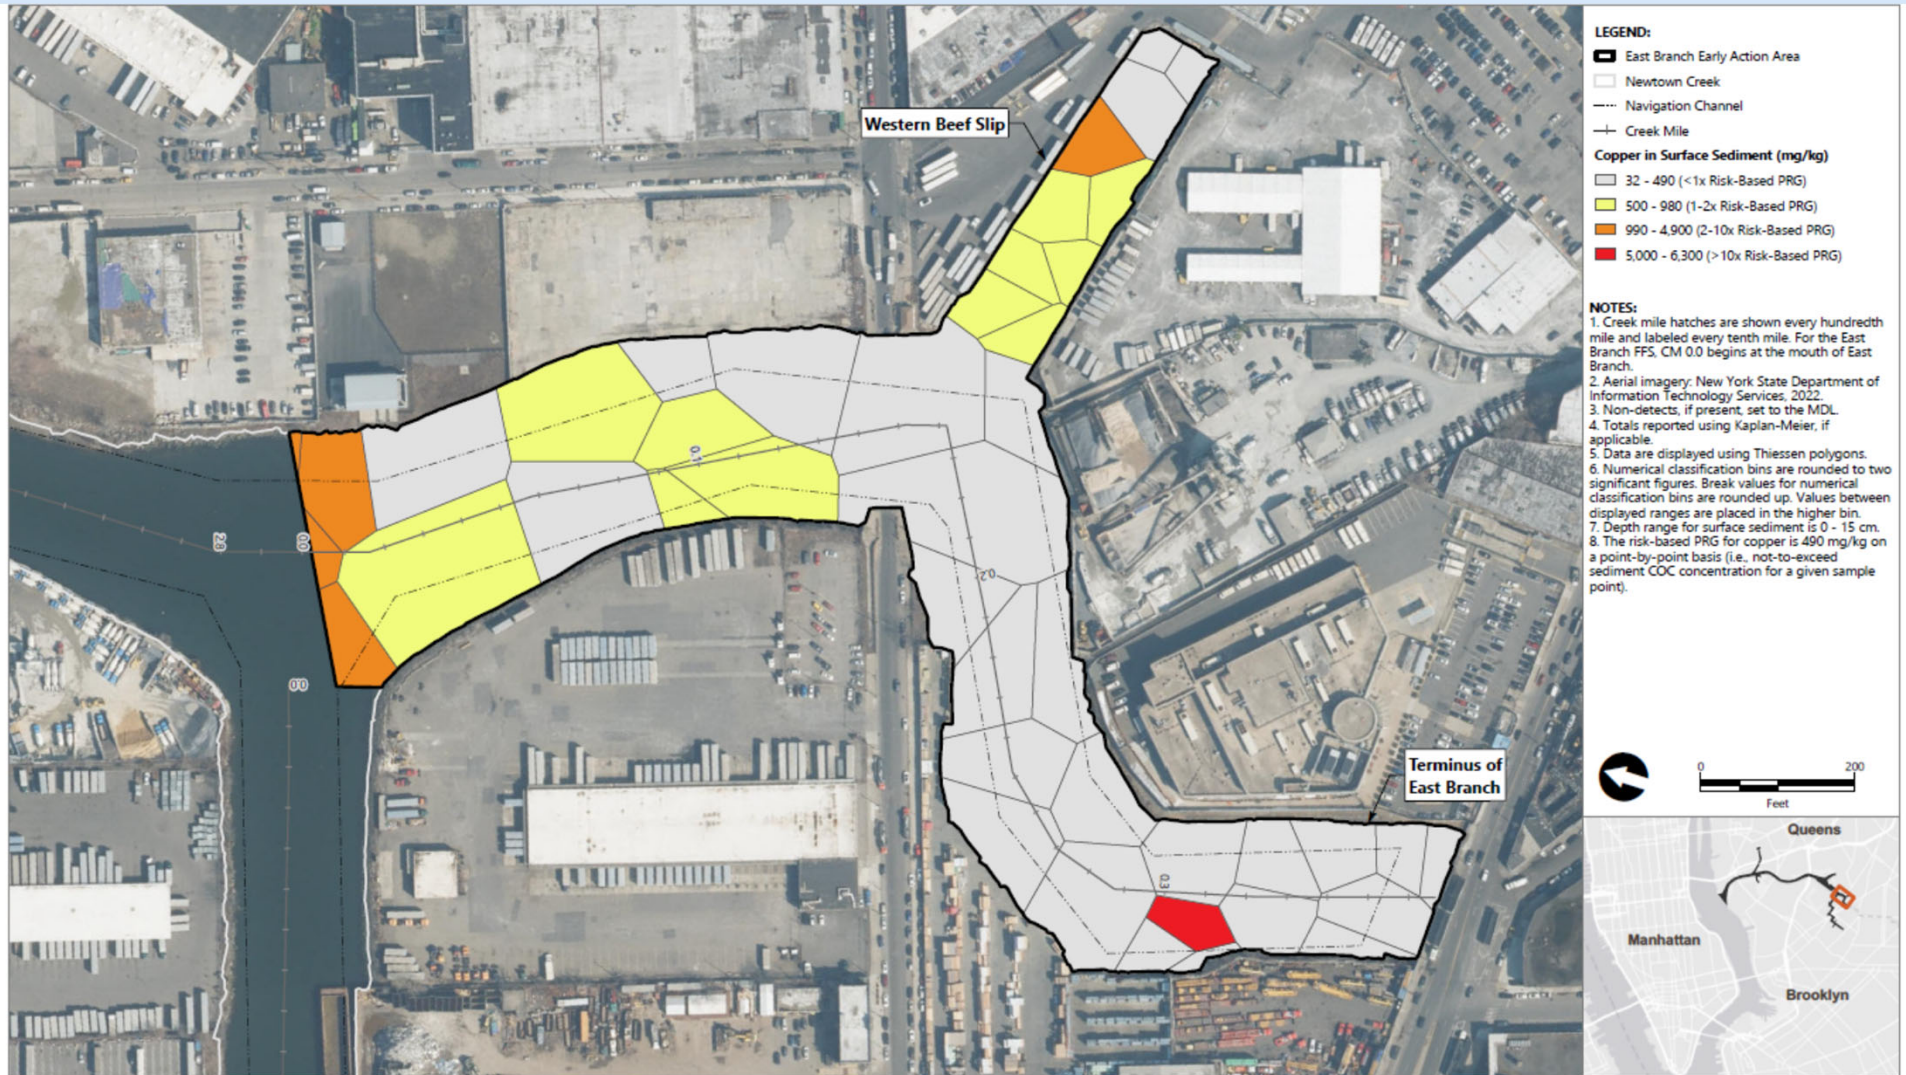 Western Beef Slip
2.8
0.0
0.0
0.1
0.2
0.3
Terminus of
East Branch
LEGEND:
East Branch Early Action Area
Newtown Creek
Navigation Channel
Creek Mile
Copper in Surface Sediment (mg/kg)
32 - 490 (<1x Risk-Based PRG)
500 - 980 (1-2x Risk-Based PRG)
990 - 4,900 (2-10x Risk-Based PRG)
5,000 - 6,300 (>10x Risk-Based PRG)
NOTES:
1. Creek mile hatches are shown every hundredth
mile and labeled every tenth mile. For the East
Branch FFS, CM 0.0 begins at the mouth of East
Branch.
2. Aerial imagery: New York State Department of
Information Technology Services, 2022.
3. Non-detects, if present, set to the MDL.
4. Totals reported using Kaplan-Meier, if
applicable.
5. Data are displayed using Thiessen polygons.
6. Numerical classification bins are rounded to two
significant figures. Break values for numerical
classification bins are rounded up. Values between
displayed ranges are placed in the higher bin.
7. Depth range for surface sediment is 0 - 15 cm.
8. The risk-based PRG for copper is 490 mg/kg on
a point-by-point basis (i.e., not-to-exceed
sediment COC concentration for a given sample
point).
0 200
Feet
Queens
Manhattan
Brooklyn